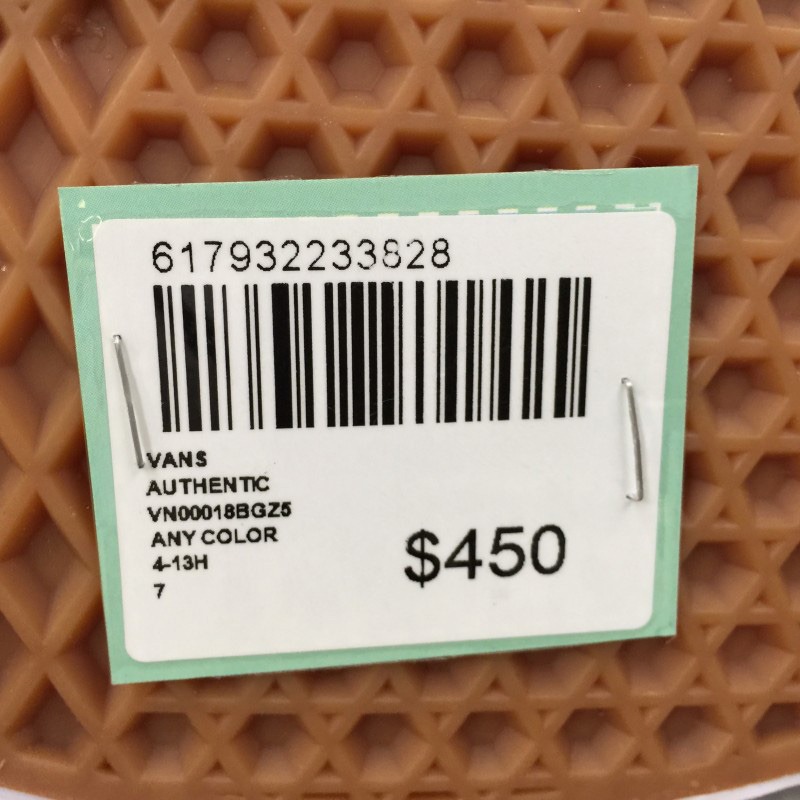 617932233828
VANS
AUTHENTIC
VN00018BGZ5
ANY COLOR
4-13H
7
$450